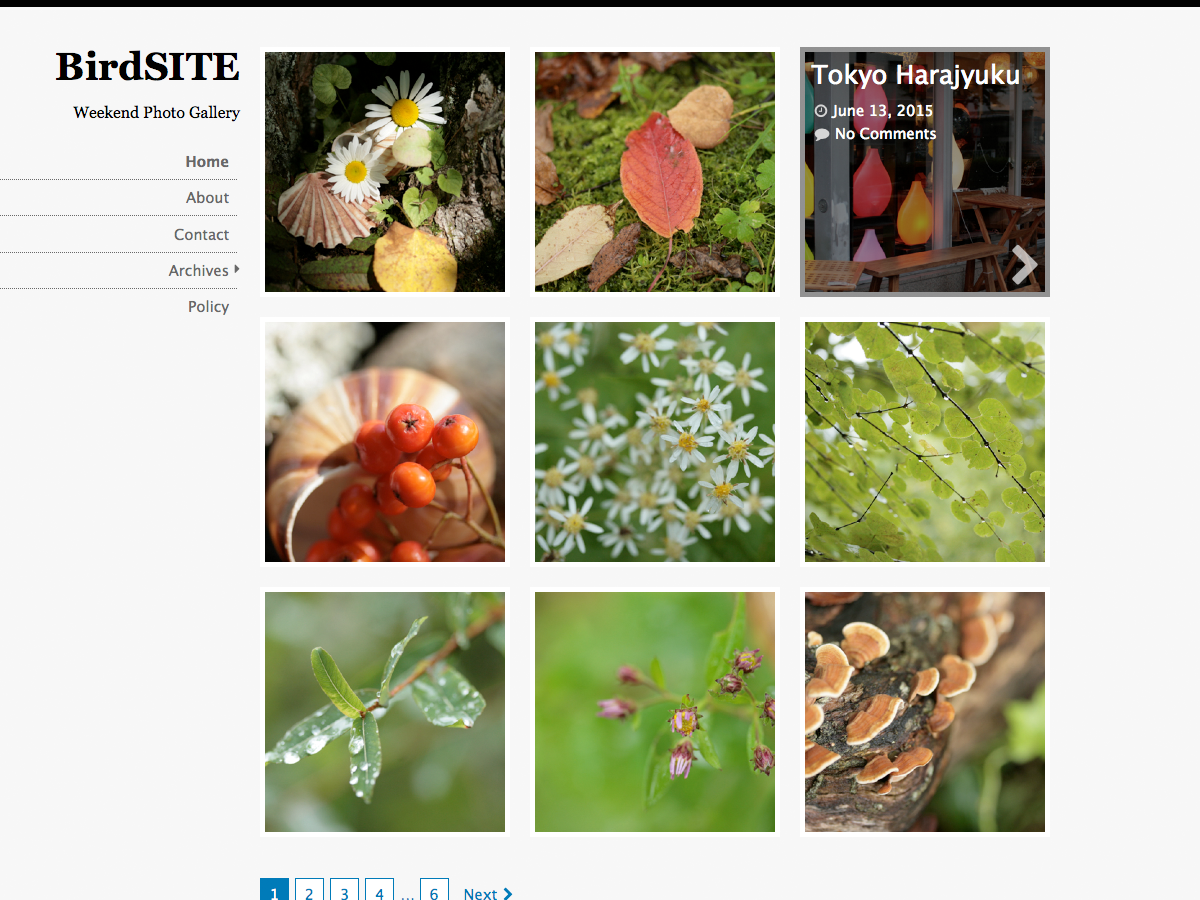 BirdSITE
Weekend Photo Gallery
Home
About
Contact
Archives
Policy
Tokyo Harajyuku
June 13, 2015
No Comments
1 2 3 4 ... 6 Next